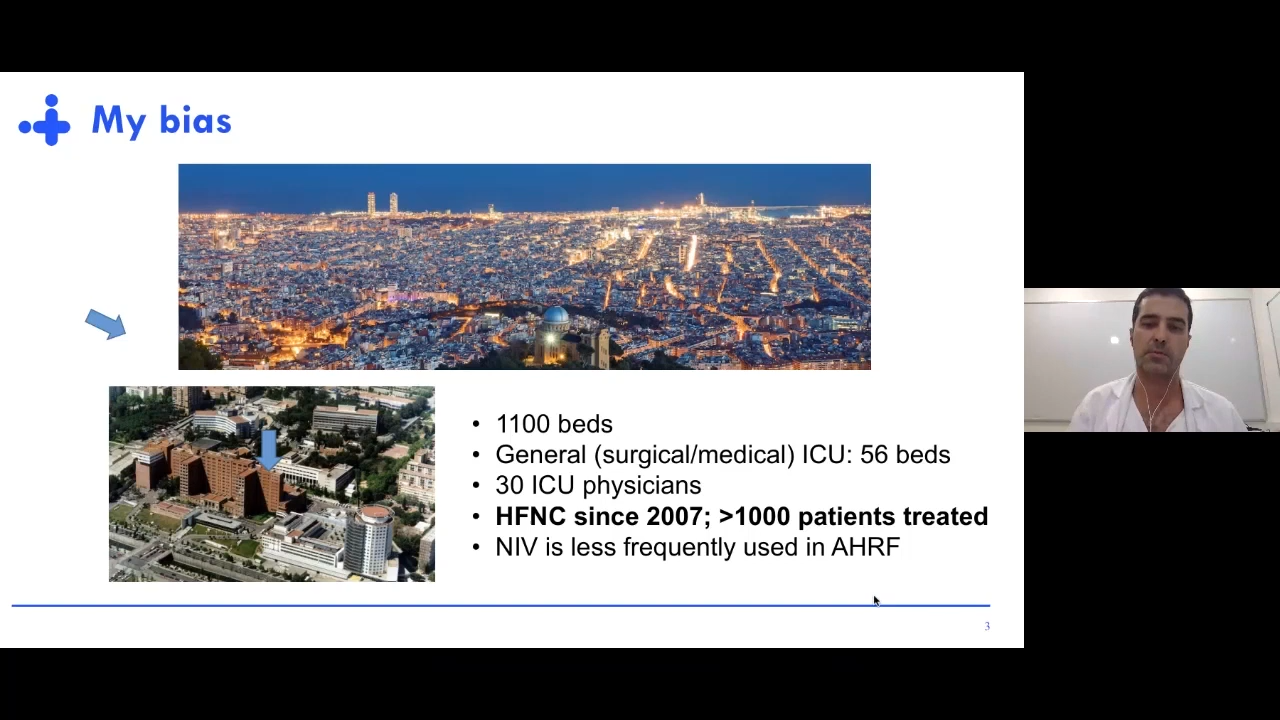 My bias
• 1100 beds
• General (surgical/medical) ICU: 56 beds
• 30 ICU physicians
• HFNC since 2007; >1000 patients treated
• NIV is less frequently used in AHRF
3